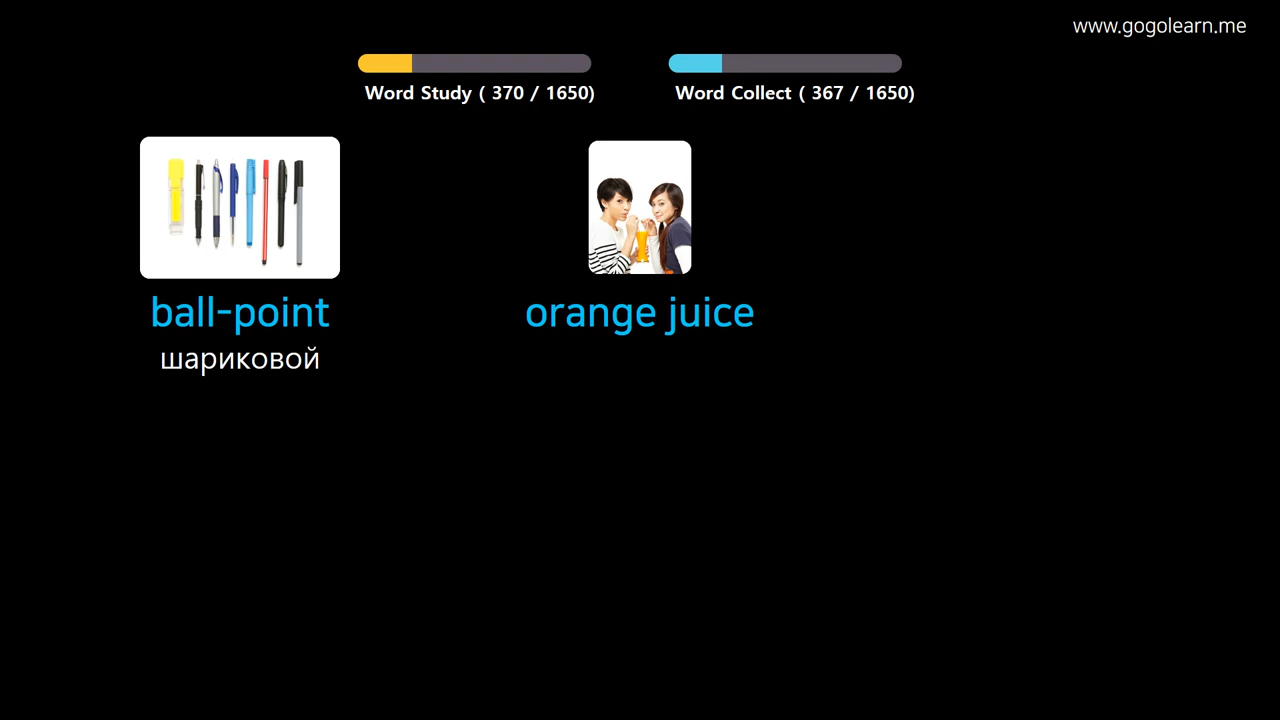 www.gogolearn.me
Word Study ( 370 / 1650)
Word Collect ( 367 / 1650)
ball-point
шариковой
orange juice